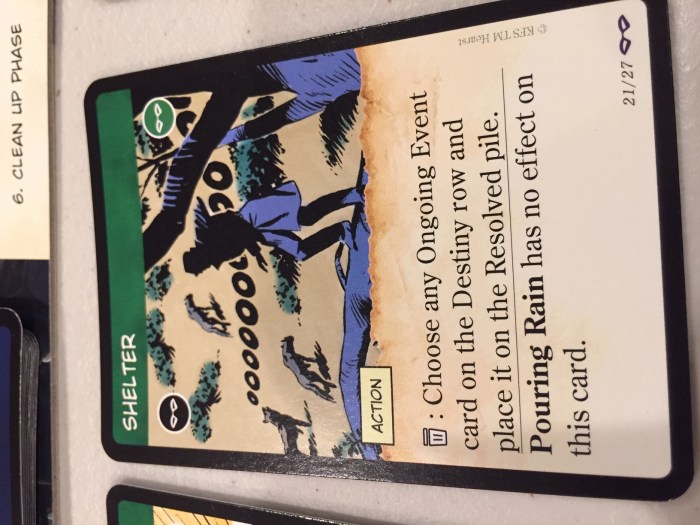 6. CLEAN UP PHASE
SHELTER
OOOOOOOO
ACTION
: Choose any Ongoing Event
card on the Destiny row and
place it on the Resolved pile.
Pouring Rain has no effect on
this card.
© KFS TM Hearst
21/27